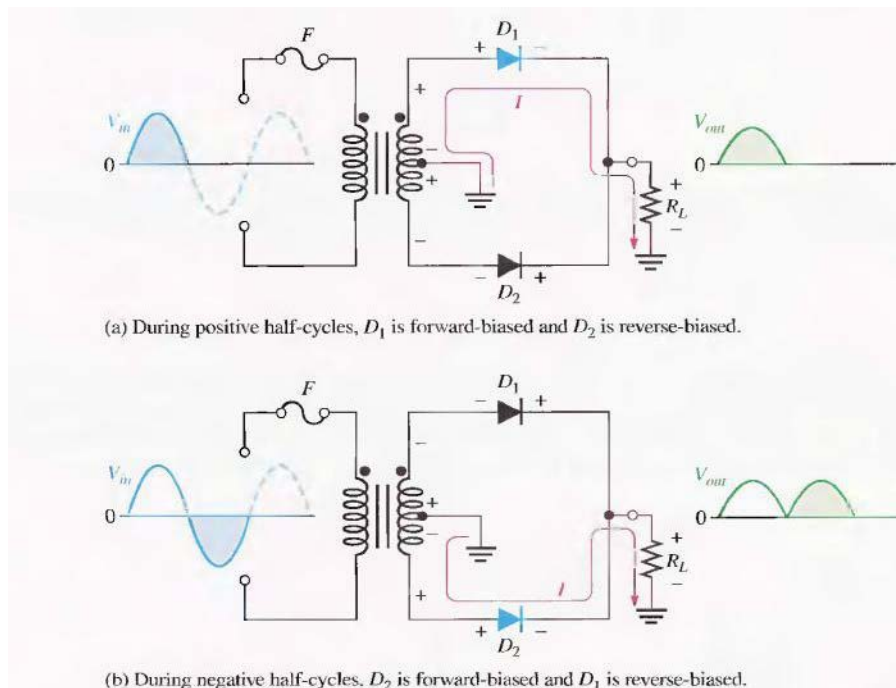 F
D1
+ −
I
Vin
0
+
−
+
−
Vout
0
+
RL
−
− +
D2
(a) During positive half-cycles, D1 is forward-biased and D2 is reverse-biased.
F
D1
− +
Vin
0
−
+
−
+
Vout
0
+
RL
−
I
+ −
D2
(b) During negative half-cycles, D2 is forward-biased and D1 is reverse-biased.